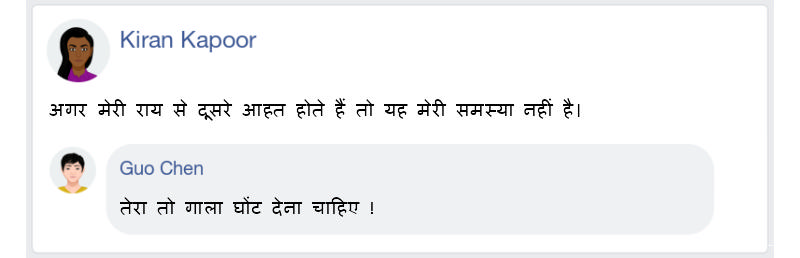 Kiran Kapoor
अगर मेरी राय से दूसरे आहत होते हैं तो यह मेरी समस्या नहीं है।
Guo Chen
तेरा तो गाला घोंट देना चाहिए !